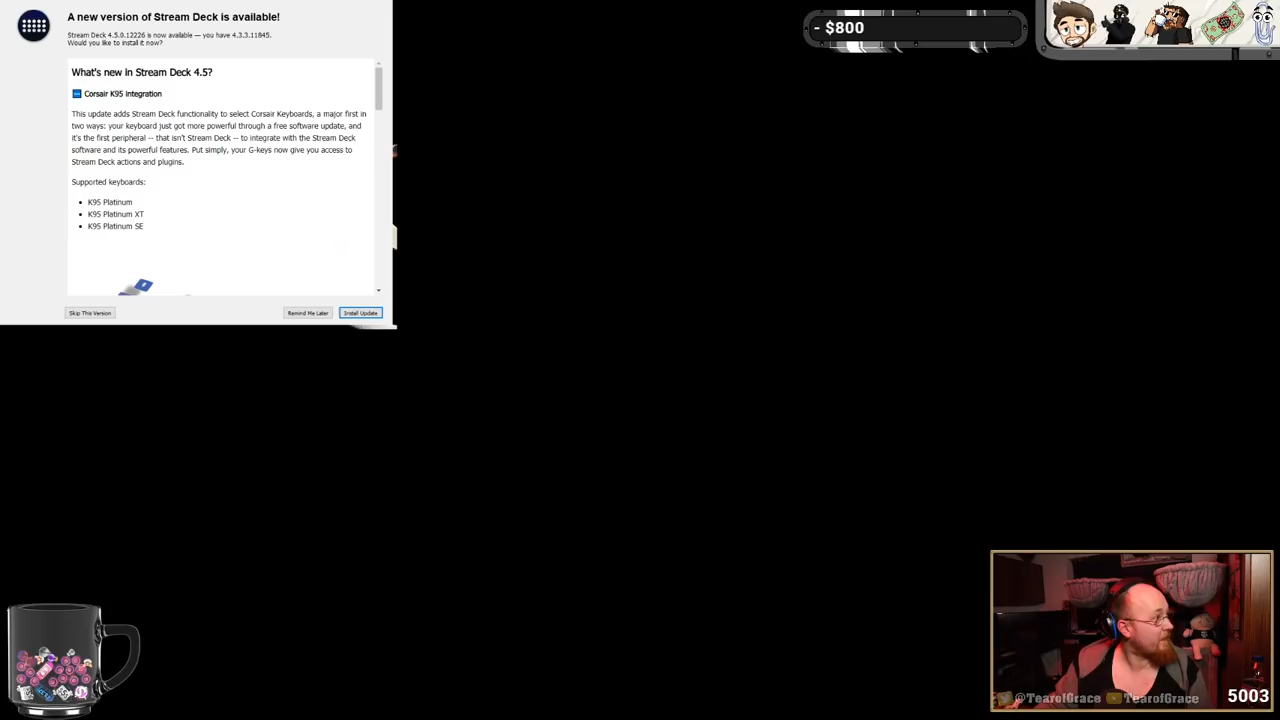 A new version of Stream Deck is available!
Stream Deck 4.5.0.12226 is now available — you have 4.3.3.11845.
Would you like to install it now?
What's new in Stream Deck 4.5?
Corsair K95 integration
This update adds Stream Deck functionality to select Corsair Keyboards, a major first in
two ways: your keyboard just got more powerful through a free software update, and
it's the first peripheral -- that isn't Stream Deck -- to integrate with the Stream Deck
software and its powerful features. Put simply, your G-keys now give you access to
Stream Deck actions and plugins.
Supported keyboards:
K95 Platinum
K95 Platinum XT
K95 Platinum SE
Skip This Version
Remind Me Later
Install Update
- $800
@TearofGrace
TearofGrace
5003